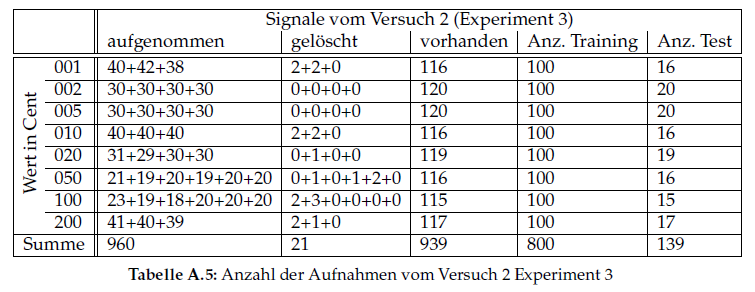 Signale vom Versuch 2 (Experiment 3)
aufgenommen gelöscht vorhanden Anz. Training Anz. Test
Wert in Cent
001 40+42+38 2+2+0 116 100 16
002 30+30+30+30 0+0+0+0 120 100 20
005 30+30+30+30 0+0+0+0 120 100 20
010 40+40+40 2+2+0 116 100 16
020 31+29+30+30 0+1+0+0 119 100 19
050 21+19+20+19+20+20 0+1+0+1+2+0 116 100 16
100 23+19+18+20+20+20 2+3+0+0+0+0 115 100 15
200 41+40+39 2+1+0 117 100 17
Summe 960 21 939 800 139
Tabelle A.5: Anzahl der Aufnahmen vom Versuch 2 Experiment 3